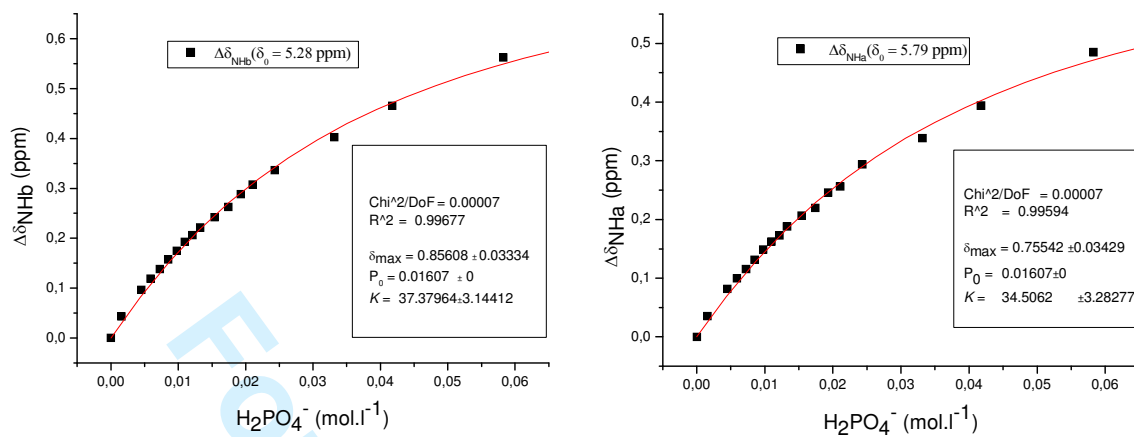 0,6
0,5
0,4
0,3
0,2
0,1
0,0
ΔδNHb (ppm)
ΔδNHb(δ0 = 5.28 ppm)
Chi^2/DoF = 0.00007
R^2 = 0.99677
δmax = 0.85608 ±0.03334
P0 = 0.01607 ±0
K = 37.37964±3.14412
0,00 0,01 0,02 0,03 0,04 0,05 0,06
H2PO4- (mol.l-1)
Fo
0,5
0,4
0,3
0,2
0,1
0,0
ΔδNHa (ppm)
ΔδNHa(δ0 = 5.79 ppm)
Chi^2/DoF = 0.00007
R^2 = 0.99594
δmax = 0.75542 ±0.03429
P0 = 0.01607±0
K = 34.5062 ±3.28277
0,00 0,01 0,02 0,03 0,04 0,05 0,06
H2PO4- (mol.l-1)